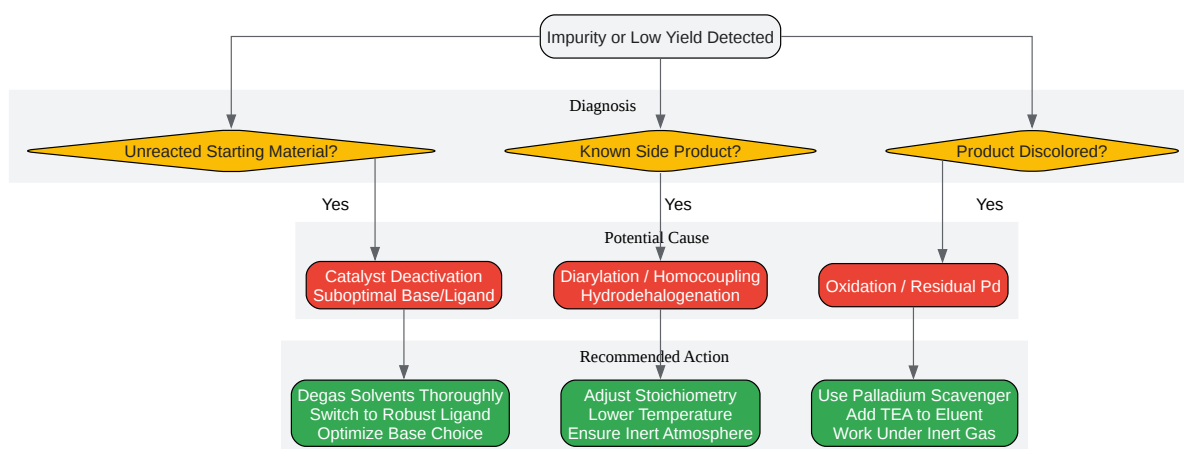 Impurity or Low Yield Detected
Diagnosis
Unreacted Starting Material?
Known Side Product?
Product Discolored?
Yes
Yes
Yes
Potential Cause
Catalyst Deactivation
Suboptimal Base/Ligand
Diarylation / Homocoupling
Hydrodehalogenation
Oxidation / Residual Pd
Recommended Action
Degas Solvents Thoroughly
Switch to Robust Ligand
Optimize Base Choice
Adjust Stoichiometry
Lower Temperature
Ensure Inert Atmosphere
Use Palladium Scavenger
Add TEA to Eluent
Work Under Inert Gas